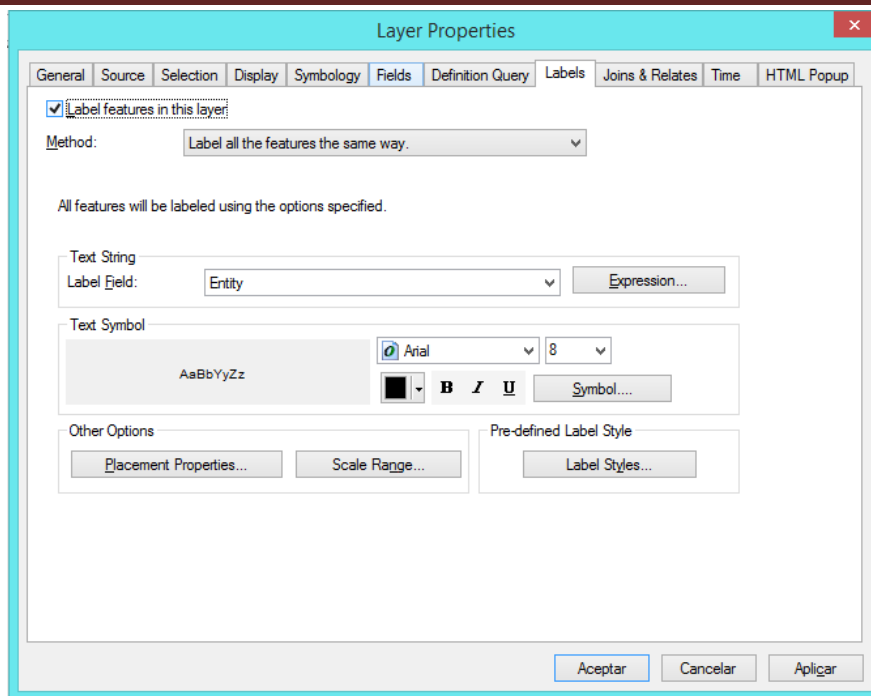 Layer Properties
General Source Selection Display Symbology Fields Definition Query Labels Joins & Relates Time HTML Popup
Label features in this layer
Method: Label all the features the same way.
All features will be labeled using the options specified.
Text String
Label Field: Entity Expression...
Text Symbol
AaBbYyZz
Arial 8
B I U Symbol....
Other Options Pre-defined Label Style
Placement Properties... Scale Range... Label Styles...
Aceptar Cancelar Aplicar